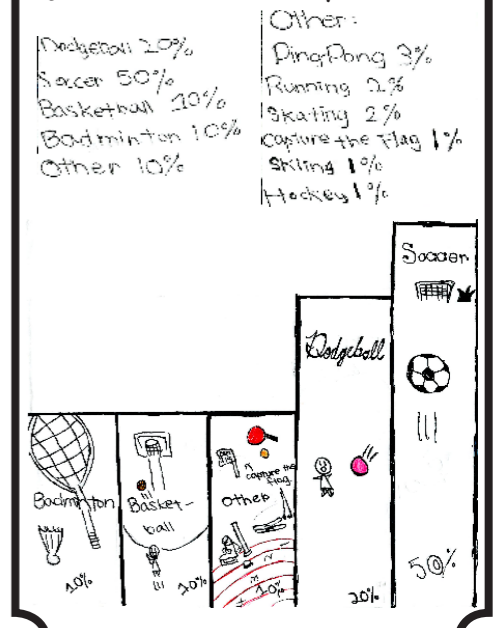 Dodgeball 20%
Soccer 50%
Basketball 10%
Badminton 10%
Other 10%
Other:
PingPong 3%
Running 2%
Skating 2%
Capture the Flag 1%
Skiing 1%
Hockey 1%
Soccer
50%
Dodgeball
20%
Badminton
10%
Basket-
ball
10%
capture the
flag
Other
10%